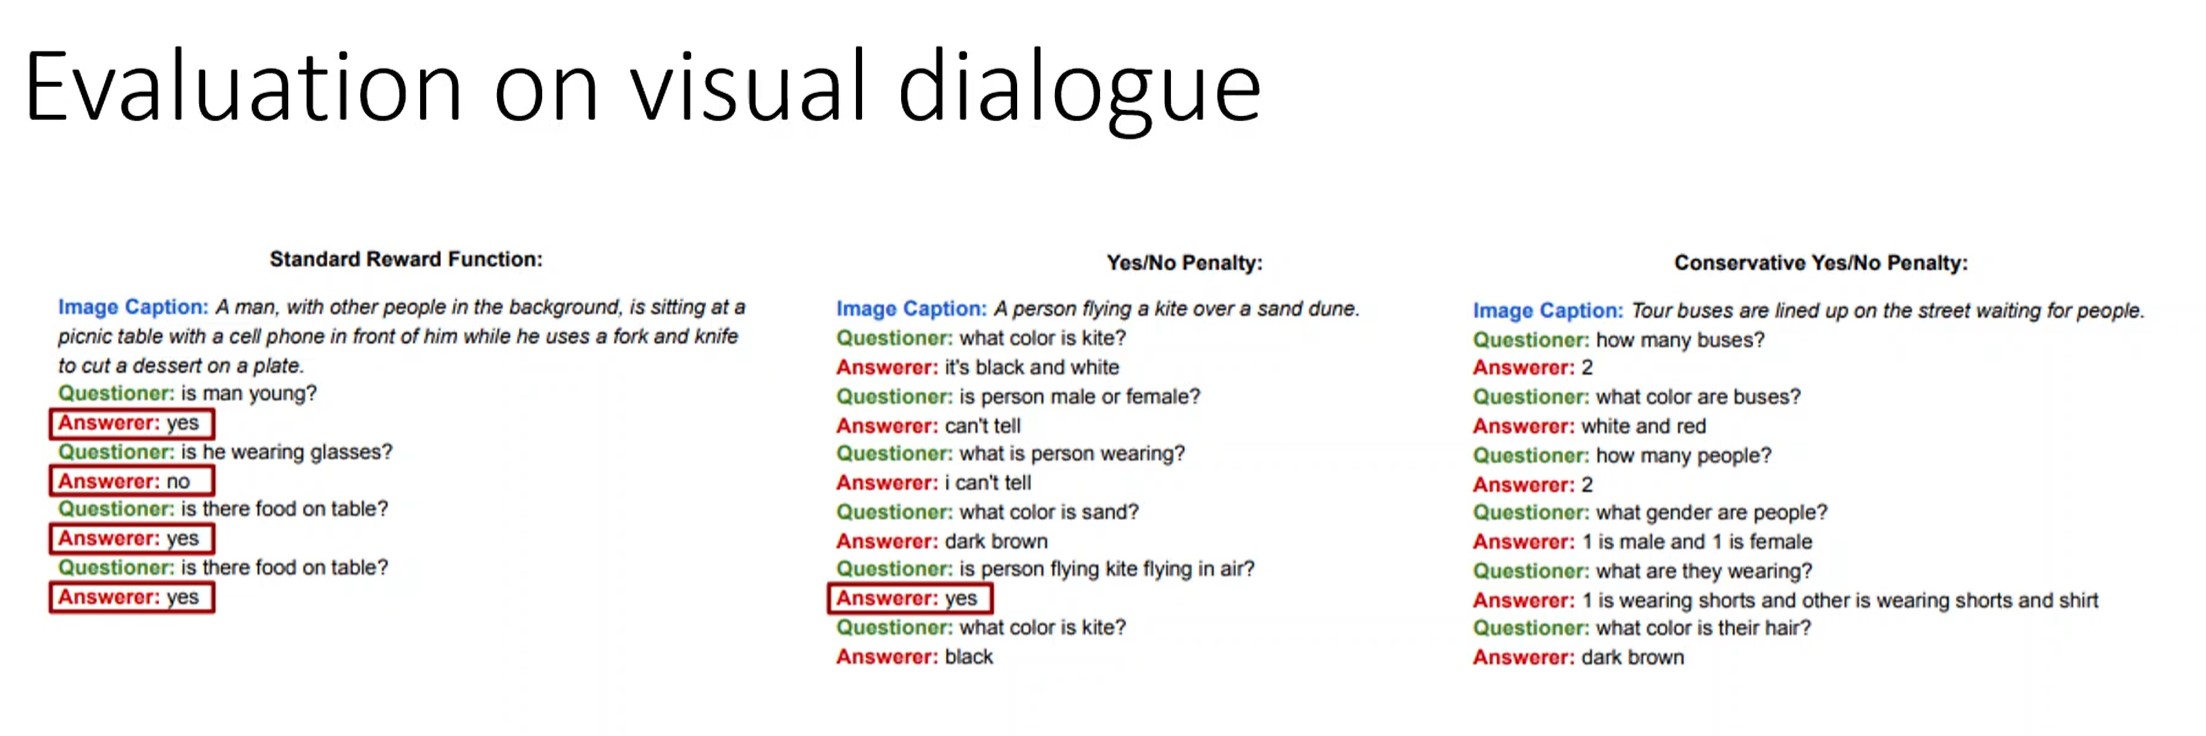 Evaluation on visual dialogue
Standard Reward Function:
Image Caption: A man, with other people in the background, is sitting at a
picnic table with a cell phone in front of him while he uses a fork and knife
to cut a dessert on a plate.
Questioner: is man young?
Answerer: yes
Questioner: is he wearing glasses?
Answerer: no
Questioner: is there food on table?
Answerer: yes
Questioner: is there food on table?
Answerer: yes
Yes/No Penalty:
Image Caption: A person flying a kite over a sand dune.
Questioner: what color is kite?
Answerer: it's black and white
Questioner: is person male or female?
Answerer: can't tell
Questioner: what is person wearing?
Answerer: i can't tell
Questioner: what color is sand?
Answerer: dark brown
Questioner: is person flying kite flying in air?
Answerer: yes
Questioner: what color is kite?
Answerer: black
Conservative Yes/No Penalty:
Image Caption: Tour buses are lined up on the street waiting for people.
Questioner: how many buses?
Answerer: 2
Questioner: what color are buses?
Answerer: white and red
Questioner: how many people?
Answerer: 2
Questioner: what gender are people?
Answerer: 1 is male and 1 is female
Questioner: what are they wearing?
Answerer: 1 is wearing shorts and other is wearing shorts and shirt
Questioner: what color is their hair?
Answerer: dark brown